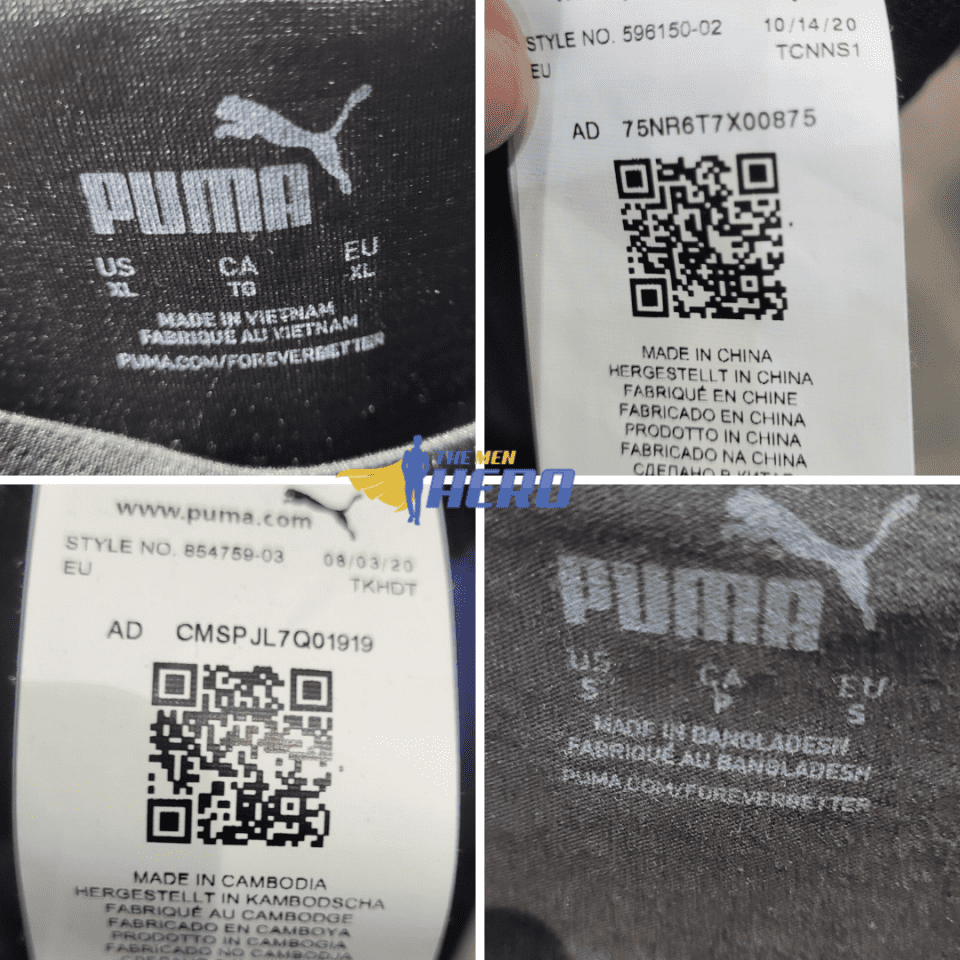 PUMA
US CA EU
XL TG XL
MADE IN VIETNAM
FABRIQUÉ AU VIETNAM
PUMA.COM/FOREVERBETTER
STYLE NO. 596150-02 10/14/20
EU TCNNS1
AD 75NR6T7X00875
MADE IN CHINA
HERGESTELLT IN CHINA
FABRIQUÉ EN CHINE
FABRICADO EN CHINA
PRODOTTO IN CHINA
FABRICADO NA CHINA
THE MEN
HERO
www.puma.com
STYLE NO. 854759-03 08/03/20
EU TKHDT
AD CMSPJL7Q01919
MADE IN CAMBODIA
HERGESTELLT IN KAMBODSCHA
FABRIQUÉ AU CAMBODGE
FABRICADO EN CAMBOYA
PRODOTTO IN CAMBOGIA
FABRICADO NO CAMBODJA
PUMA
US CA EU
S P S
MADE IN BANGLADESH
FABRIQUÉ AU BANGLADESH
PUMA.COM/FOREVERBETTER